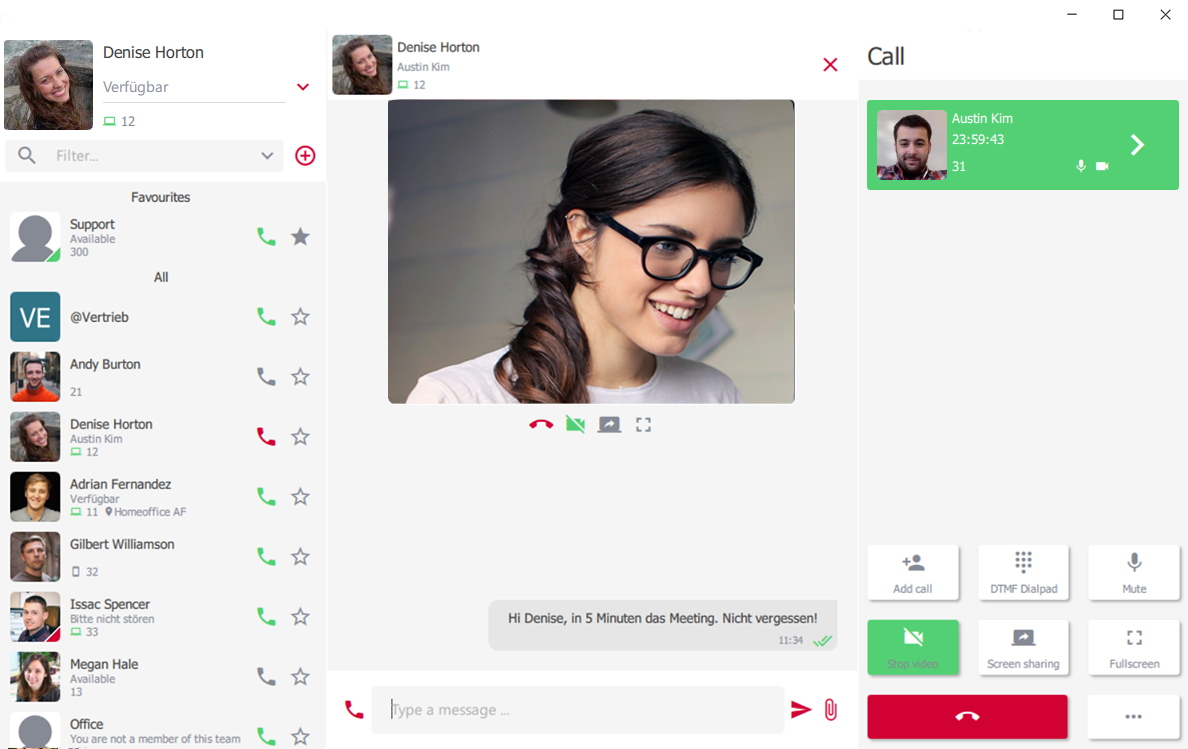 Denise Horton
Verfügbar
12
Filter...
Favourites
Support
Available
300
All
VE
@Vertrieb
Andy Burton
21
Denise Horton
Austin Kim
12
Adrian Fernandez
Verfügbar
11 Homeoffice AF
Gilbert Williamson
32
Issac Spencer
Bitte nicht stören
33
Megan Hale
Available
13
Office
You are not a member of this team
Denise Horton
Austin Kim
12
Hi Denise, in 5 Minuten das Meeting. Nicht vergessen!
11:34
Type a message ...
Call
Austin Kim
23:59:43
31
Add call
DTMF Dialpad
Mute
Stop video
Screen sharing
Fullscreen